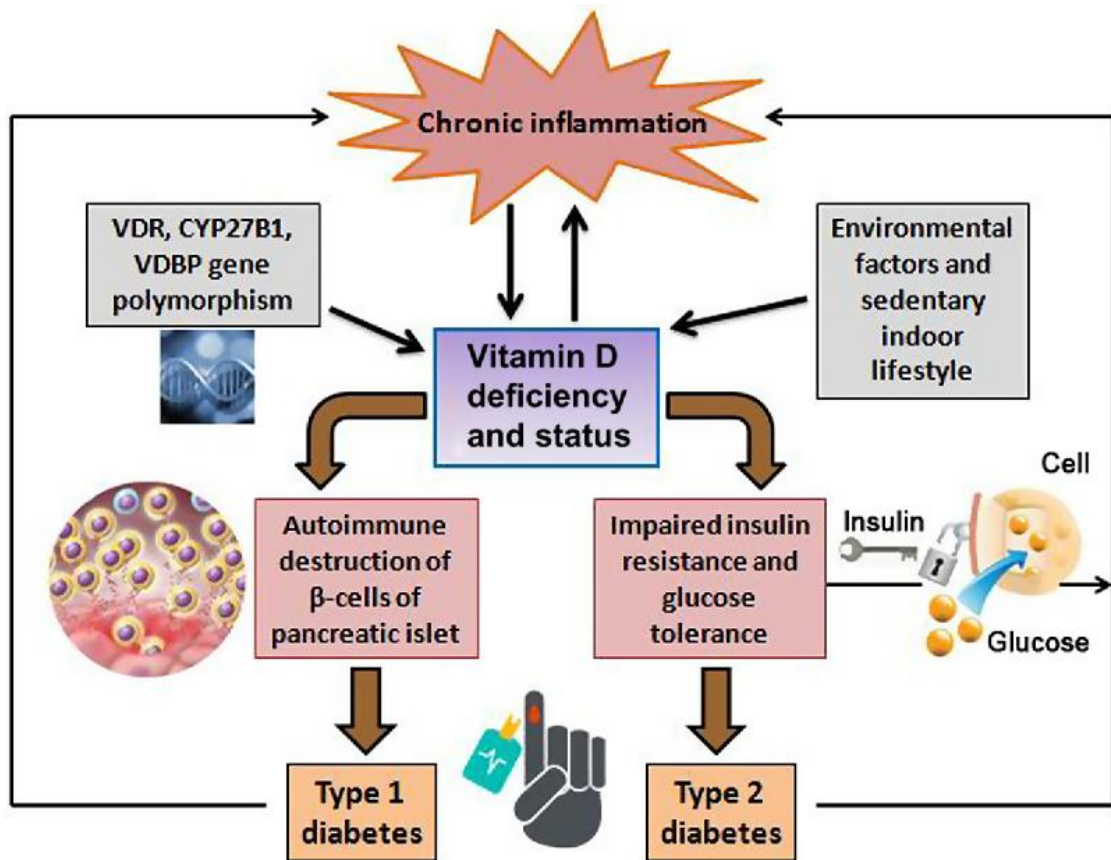 Chronic inflammation
VDR, CYP27B1,
VDBP gene
polymorphism
Environmental
factors and
sedentary
indoor
lifestyle
Vitamin D
deficiency
and status
Autoimmune
destruction of
β-cells of
pancreatic islet
Impaired insulin
resistance and
glucose
tolerance
Cell
Insulin
Glucose
Type 1
diabetes
Type 2
diabetes